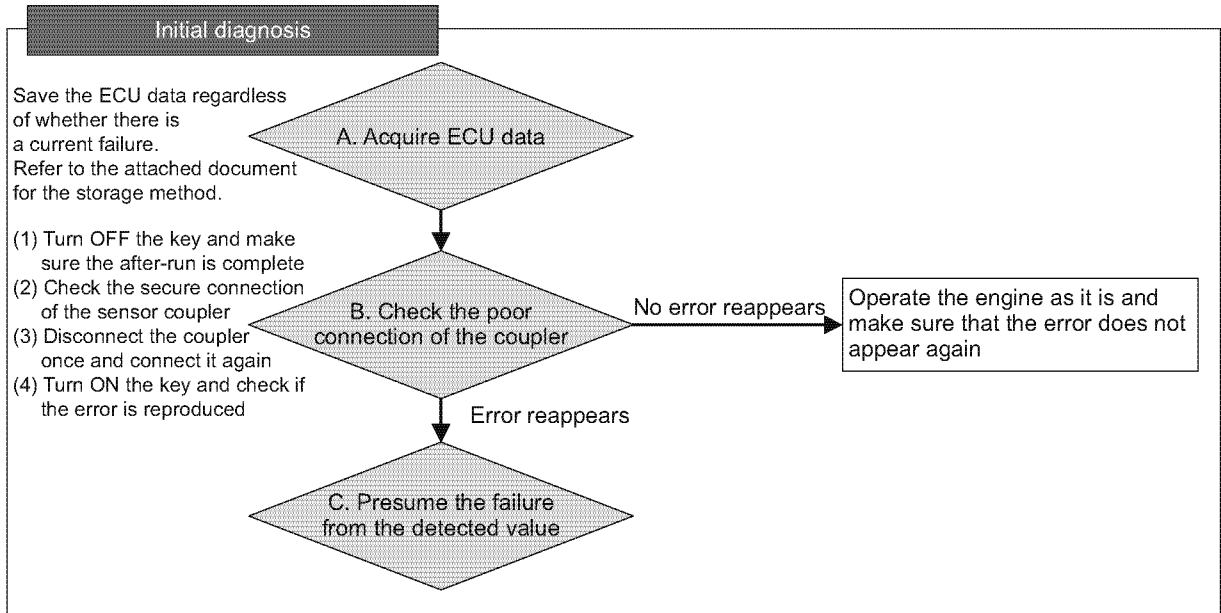 Initial diagnosis
Save the ECU data regardless
of whether there is
a current failure.
Refer to the attached document
for the storage method.
A. Acquire ECU data
(1) Turn OFF the key and make
sure the after-run is complete
(2) Check the secure connection
of the sensor coupler
(3) Disconnect the coupler
once and connect it again
(4) Turn ON the key and check if
the error is reproduced
B. Check the poor
connection of the coupler
No error reappears
Operate the engine as it is and
make sure that the error does not
appear again
Error reappears
C. Presume the failure
from the detected value